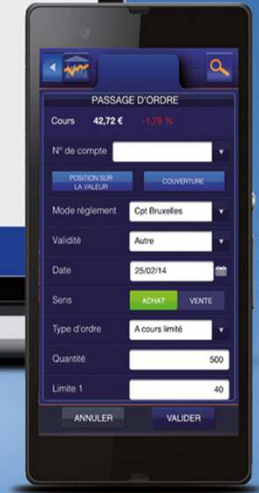 PASSAGE D'ORDRE
Cours 42,72 € -1,76 %
N° de compte
POSITION SUR LA VALEUR
COUVERTURE
Mode règlement Cpt Bruxelles
Validité Autre
Date 25/02/14
Sens ACHAT VENTE
Type d'ordre A cours limité
Quantité 500
Limite 1 40
ANNULER VALIDER